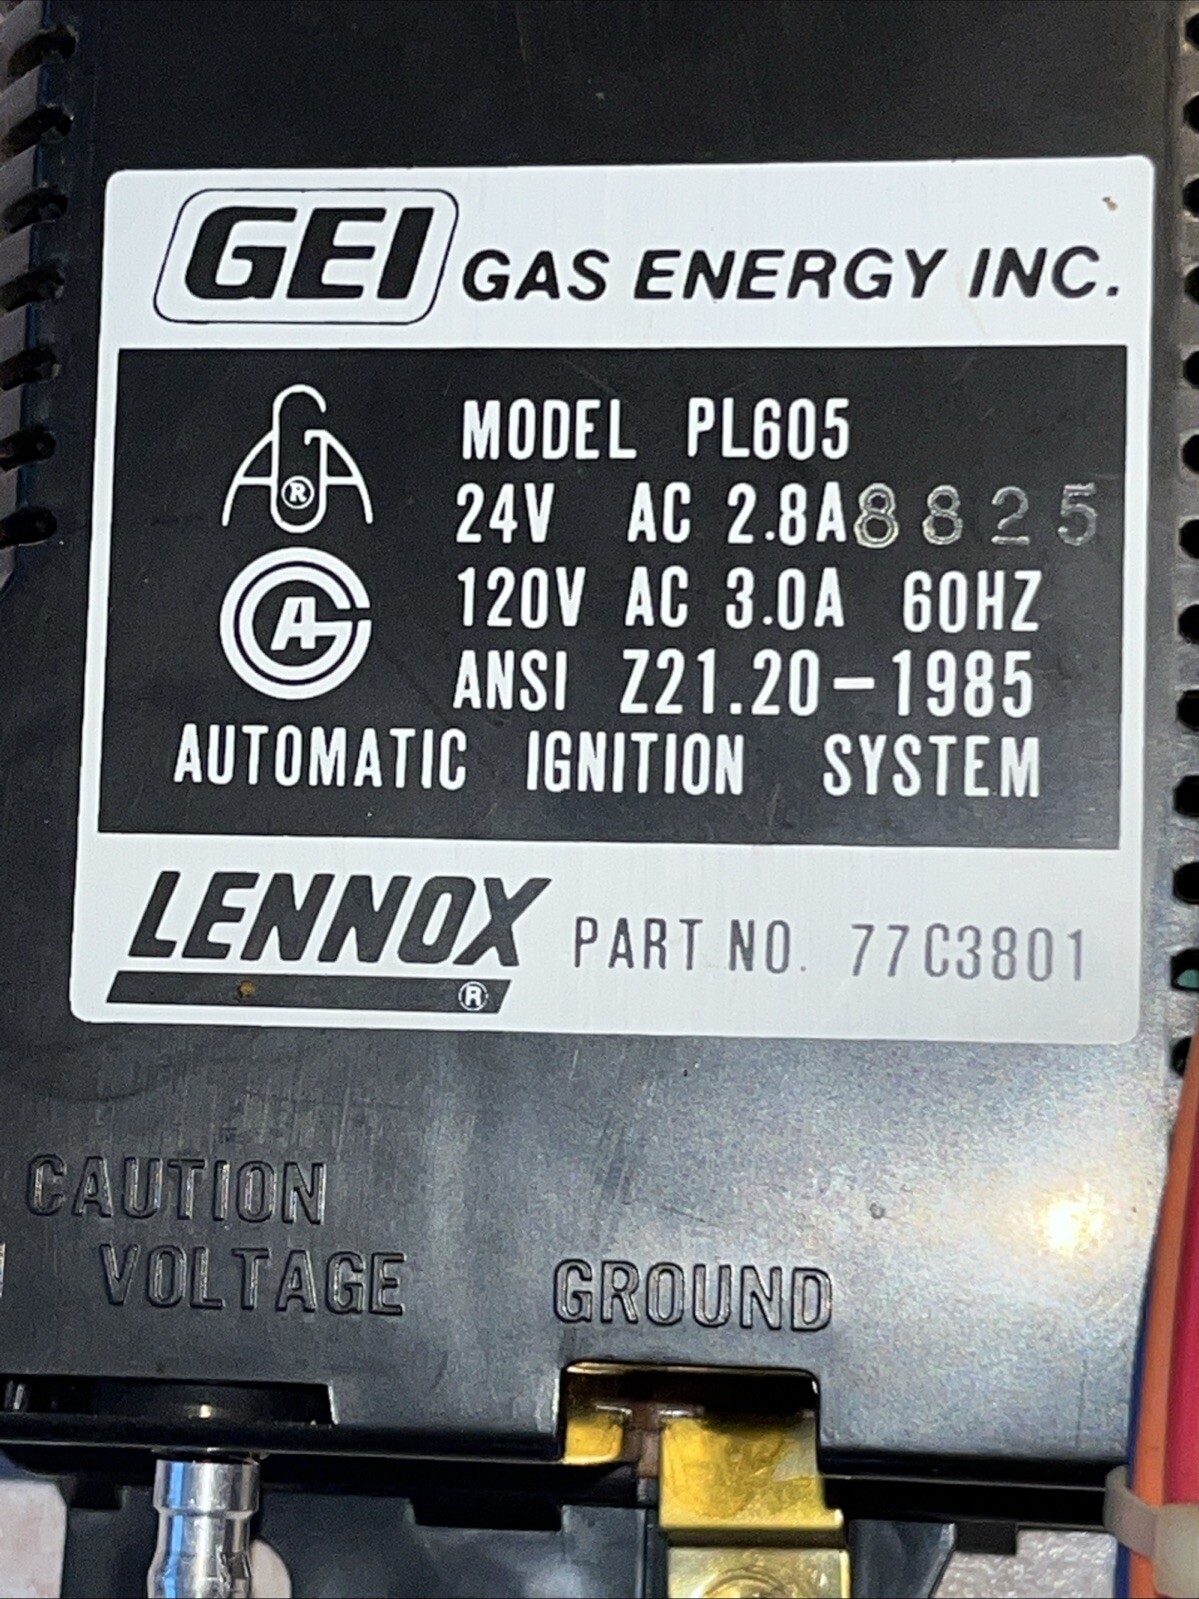 GEI GAS ENERGY INC.
MODEL PL605
24V AC 2.8A 8825
120V AC 3.0A 60HZ
ANSI Z21.20-1985
AUTOMATIC IGNITION SYSTEM
LENNOX ® PART NO. 77C3801
CAUTION
VOLTAGE GROUND